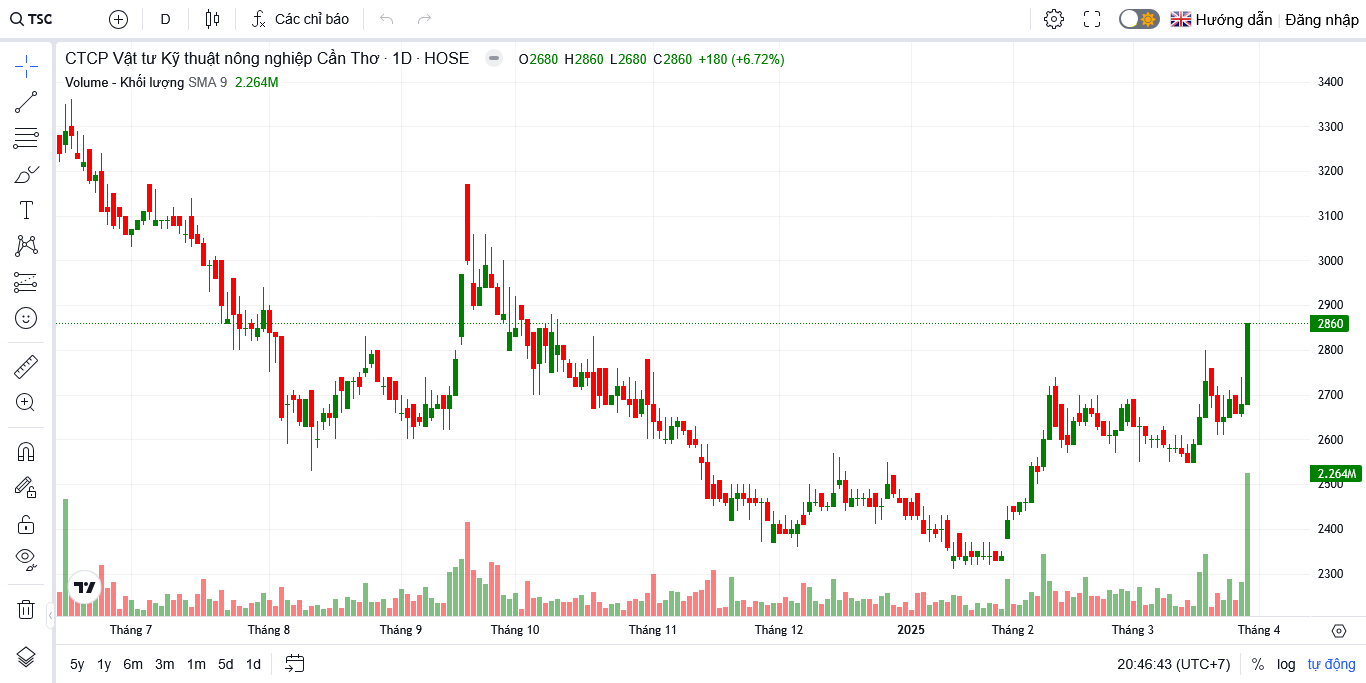 TSC D Các chỉ báo Hướng dẫn Đăng nhập
CTCP Vật tư Kỹ thuật nông nghiệp Cần Thơ · 1D · HOSE O2680 H2860 L2680 C2860 +180 (+6.72%)
Volume - Khối lượng SMA 9 2.264M
3400
3300
3200
3100
3000
2900
2860
2800
2700
2600
2.264M
2500
2400
2300
Tháng 7 Tháng 8 Tháng 9 Tháng 10 Tháng 11 Tháng 12 2025 Tháng 2 Tháng 3 Tháng 4
5y 1y 6m 3m 1m 5d 1d 20:46:43 (UTC+7) % log tự động